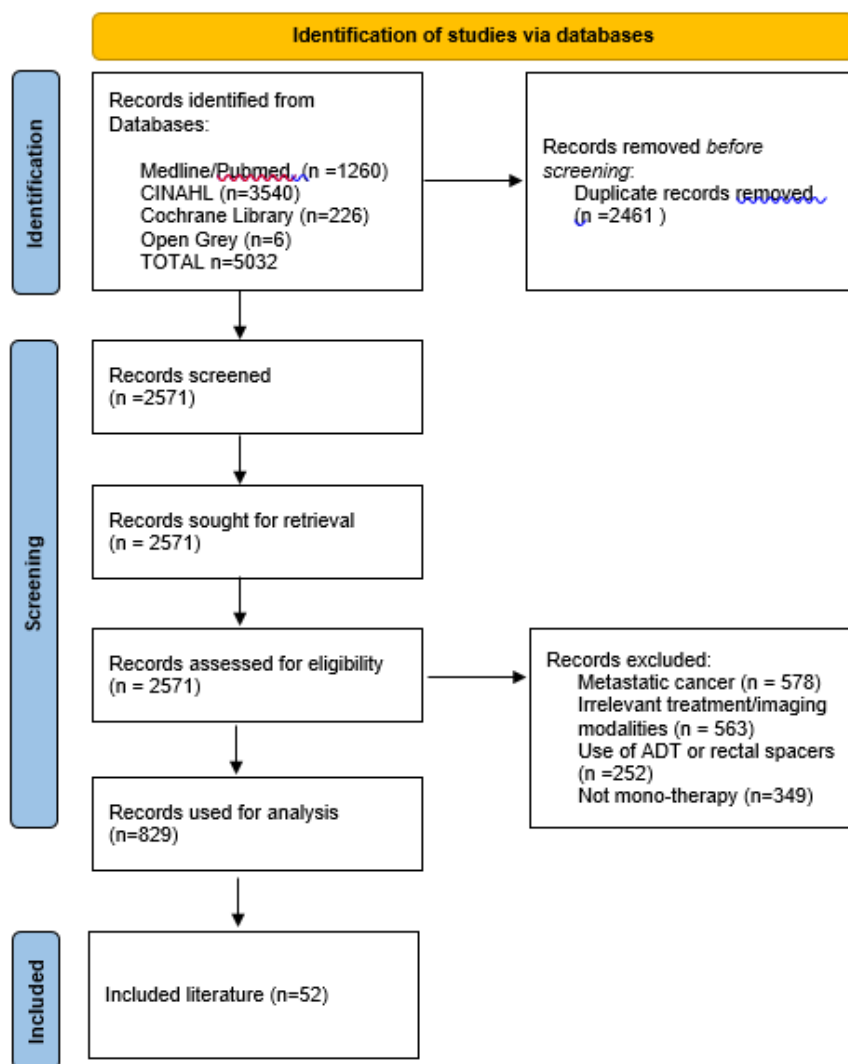 Identification of studies via databases
Identification
Records identified from
Databases:
Medline/Pubmed (n =1260)
CINAHL (n=3540)
Cochrane Library (n=226)
Open Grey (n=6)
TOTAL n=5032
Records removed before
screening:
Duplicate records removed
(n =2461 )
Screening
Records screened
(n =2571)
Records sought for retrieval
(n = 2571)
Records assessed for eligibility
(n = 2571)
Records excluded:
Metastatic cancer (n = 578)
Irrelevant treatment/imaging
modalities (n = 563)
Use of ADT or rectal spacers
(n =252)
Not mono-therapy (n=349)
Records used for analysis
(n=829)
Included
Included literature (n=52)